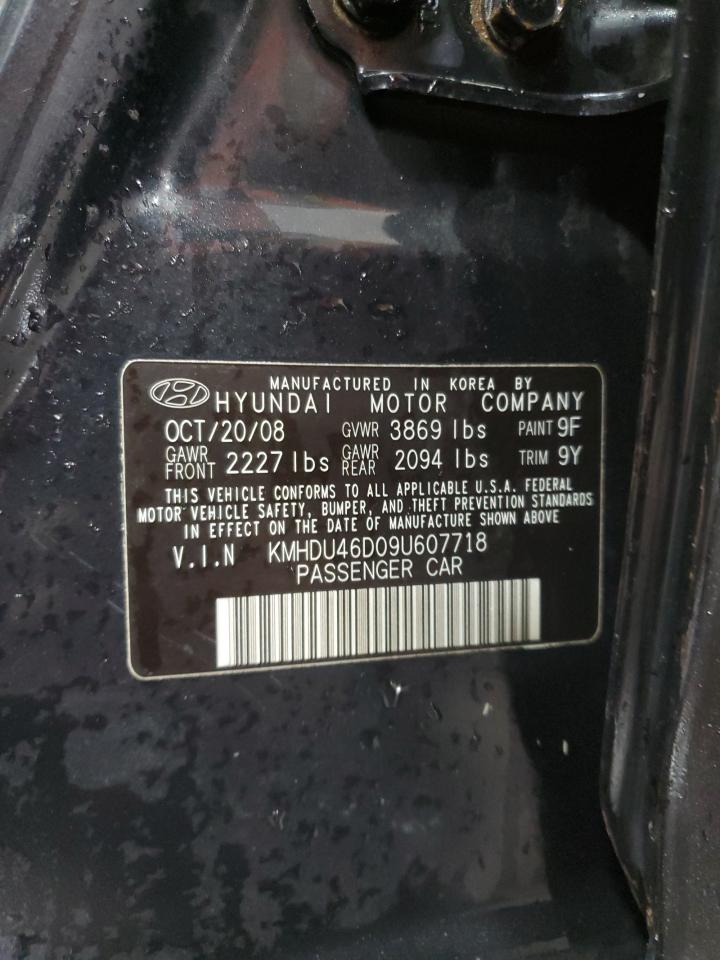 MANUFACTURED IN KOREA BY
HYUNDAI MOTOR COMPANY
OCT/20/08 GVWR 3869 lbs PAINT 9F
GAWR FRONT 2227 lbs GAWR REAR 2094 lbs TRIM 9Y
THIS VEHICLE CONFORMS TO ALL APPLICABLE U.S.A. FEDERAL
MOTOR VEHICLE SAFETY, BUMPER, AND THEFT PREVENTION STANDARDS
IN EFFECT ON THE DATE OF MANUFACTURE SHOWN ABOVE
V.I.N KMHDU46D09U607718
PASSENGER CAR